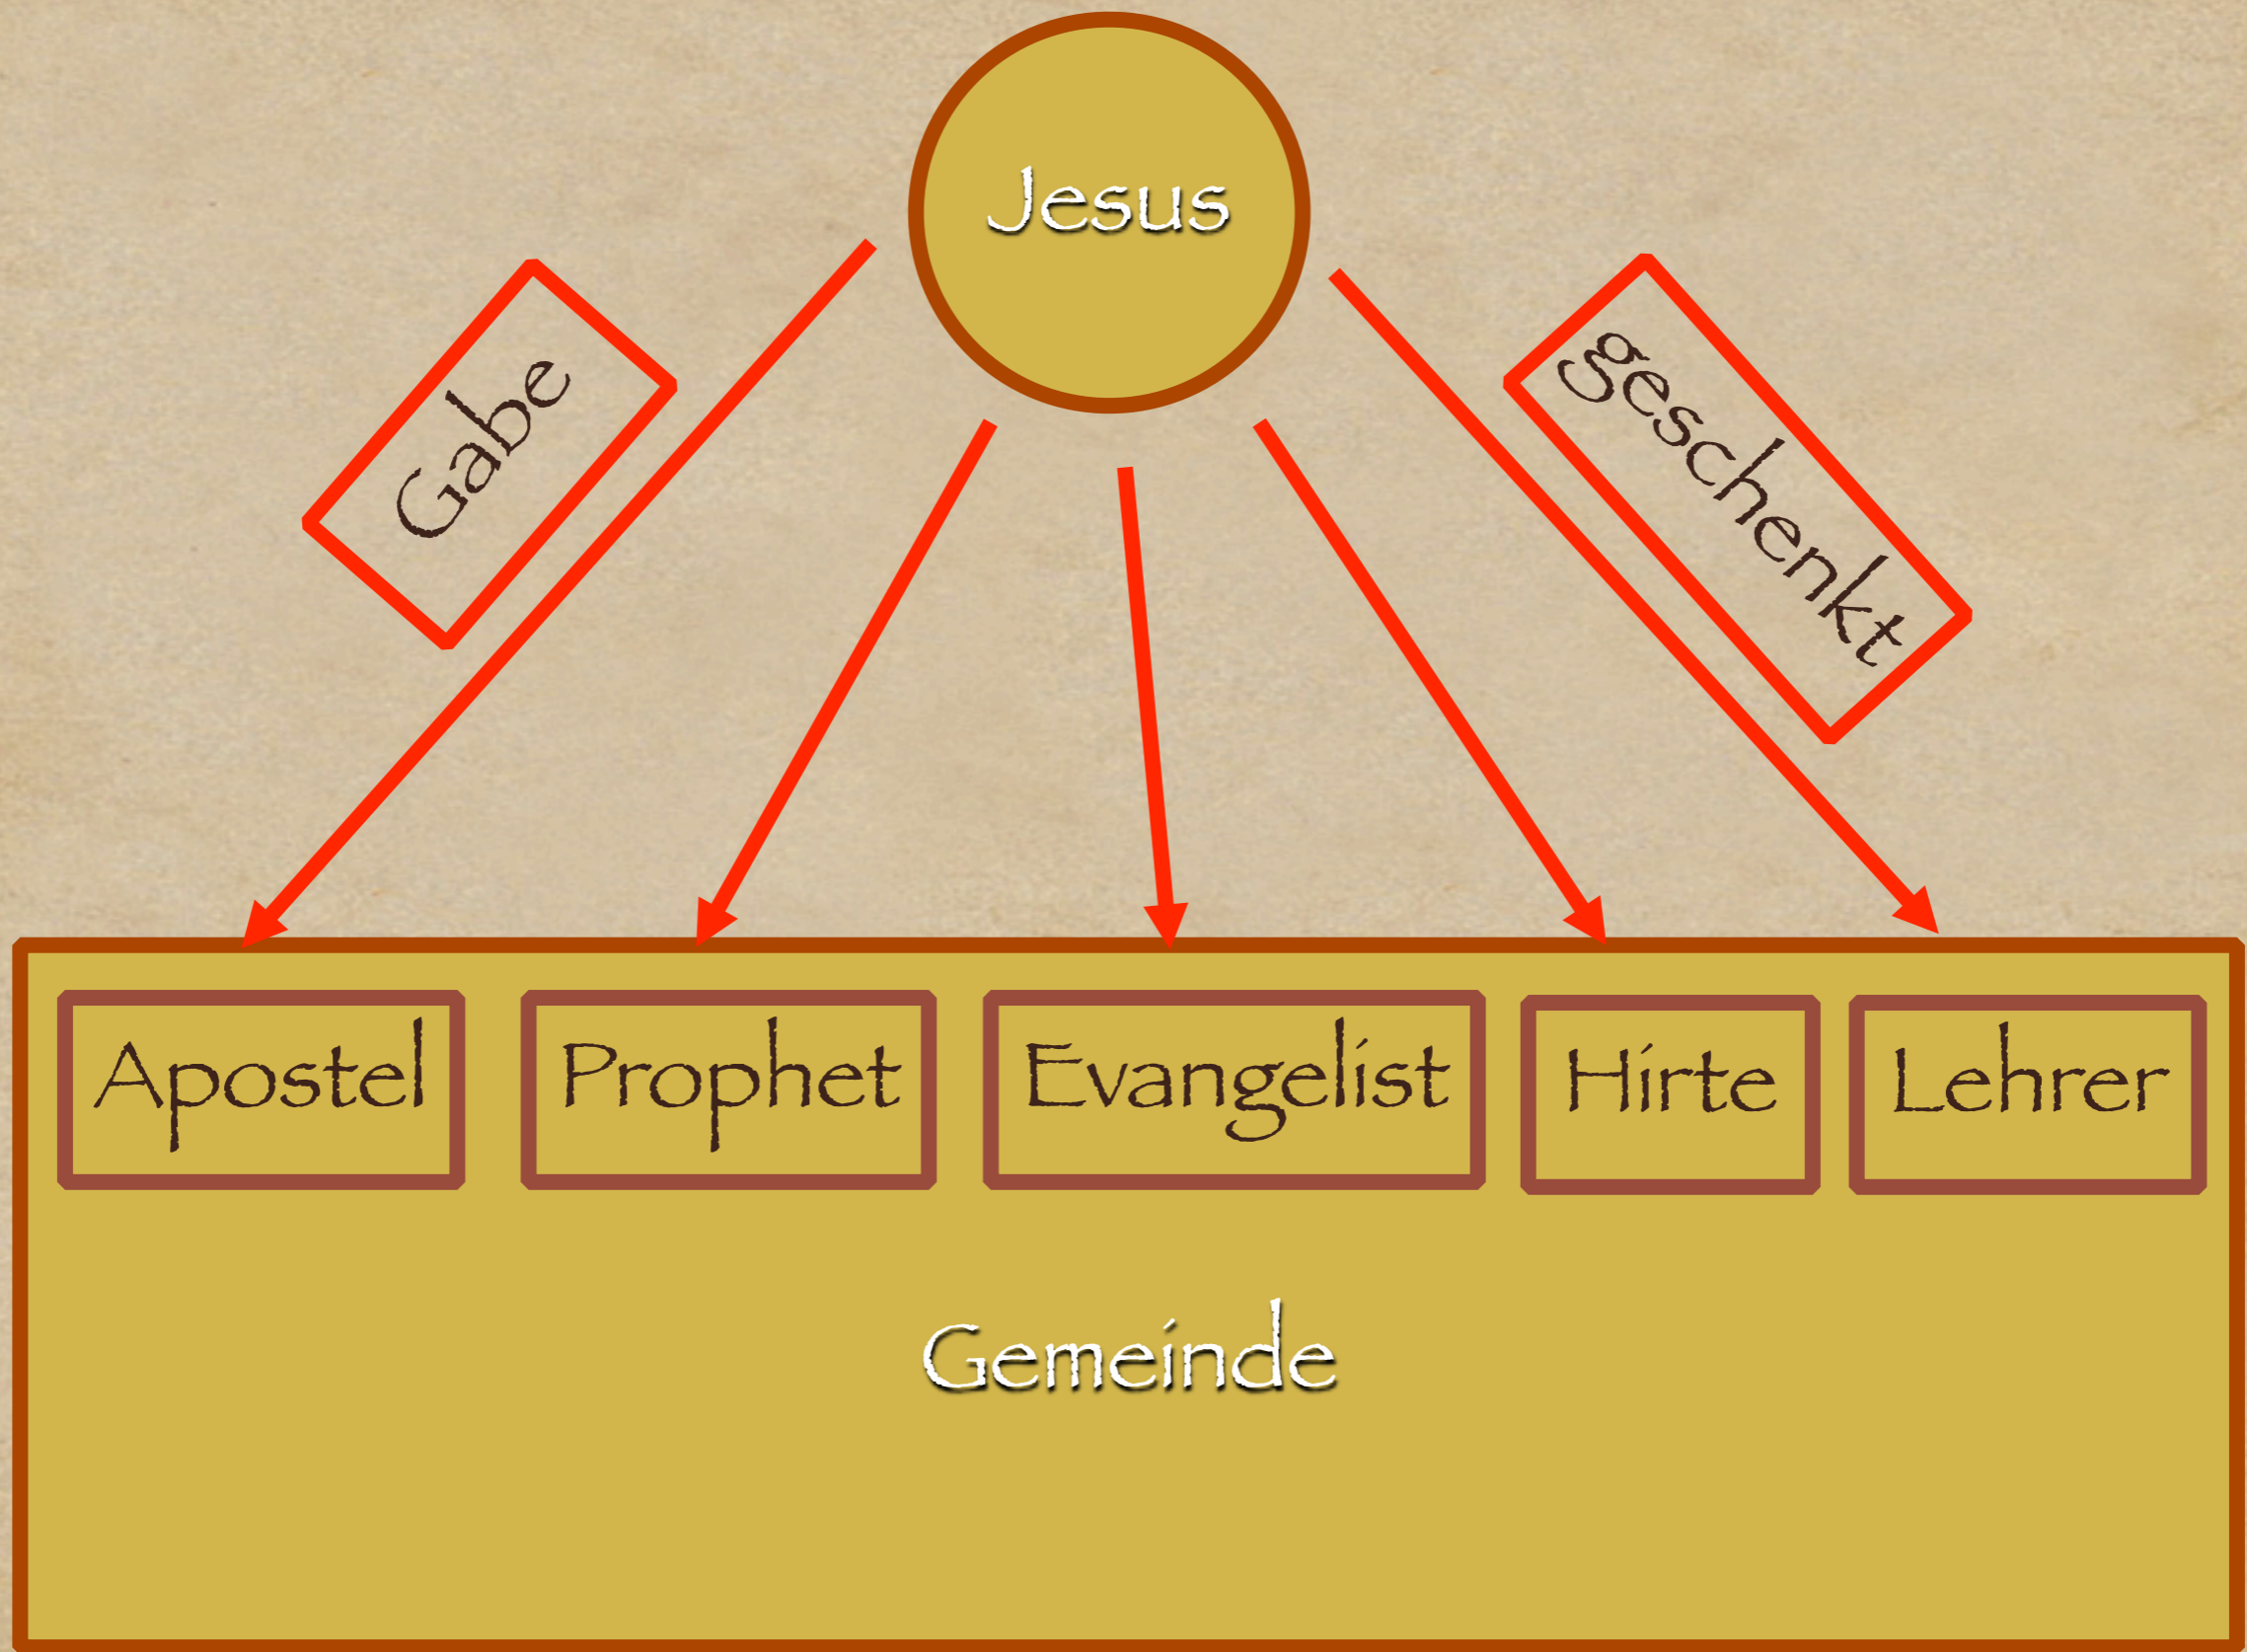 Jesus
Gabe
geschenkt
Apostel
Prophet
Evangelist
Hirte
Lehrer
Gemeinde